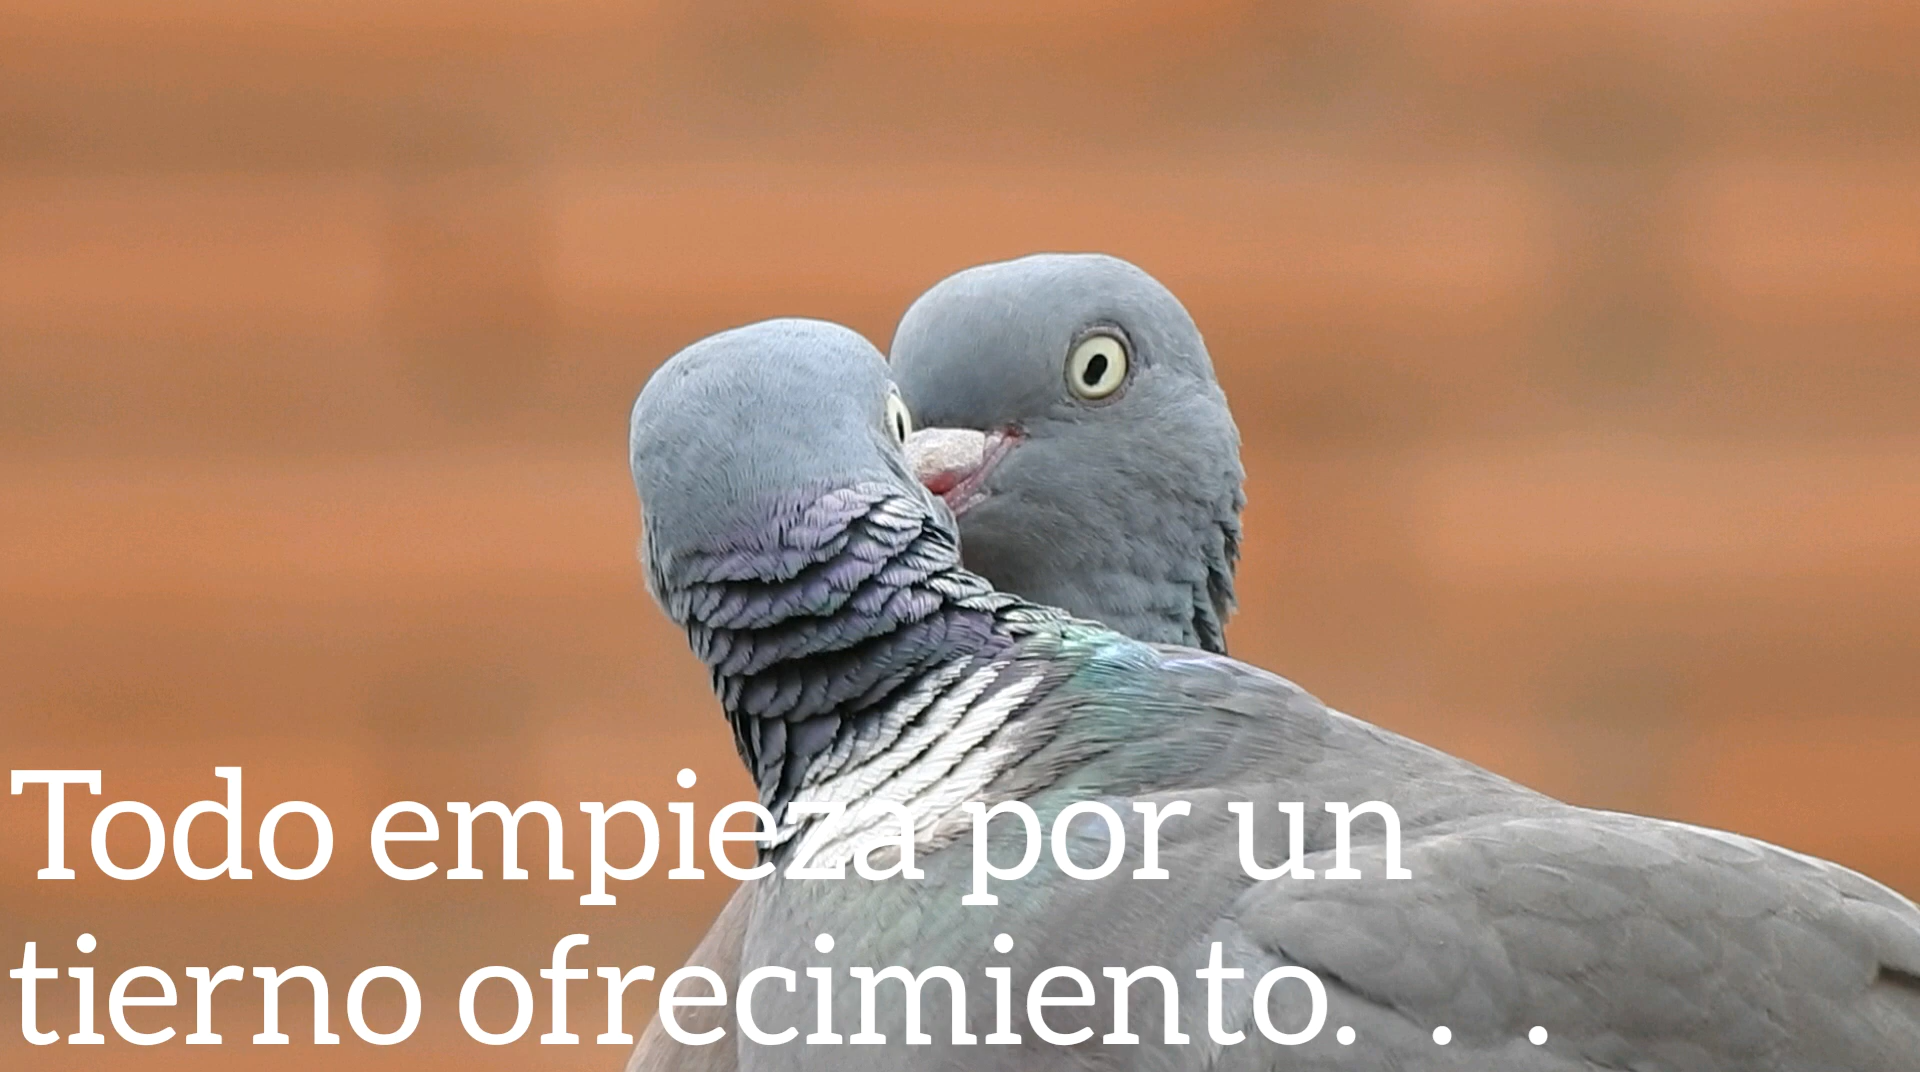 Todo empieza por un
tierno ofrecimiento. . .